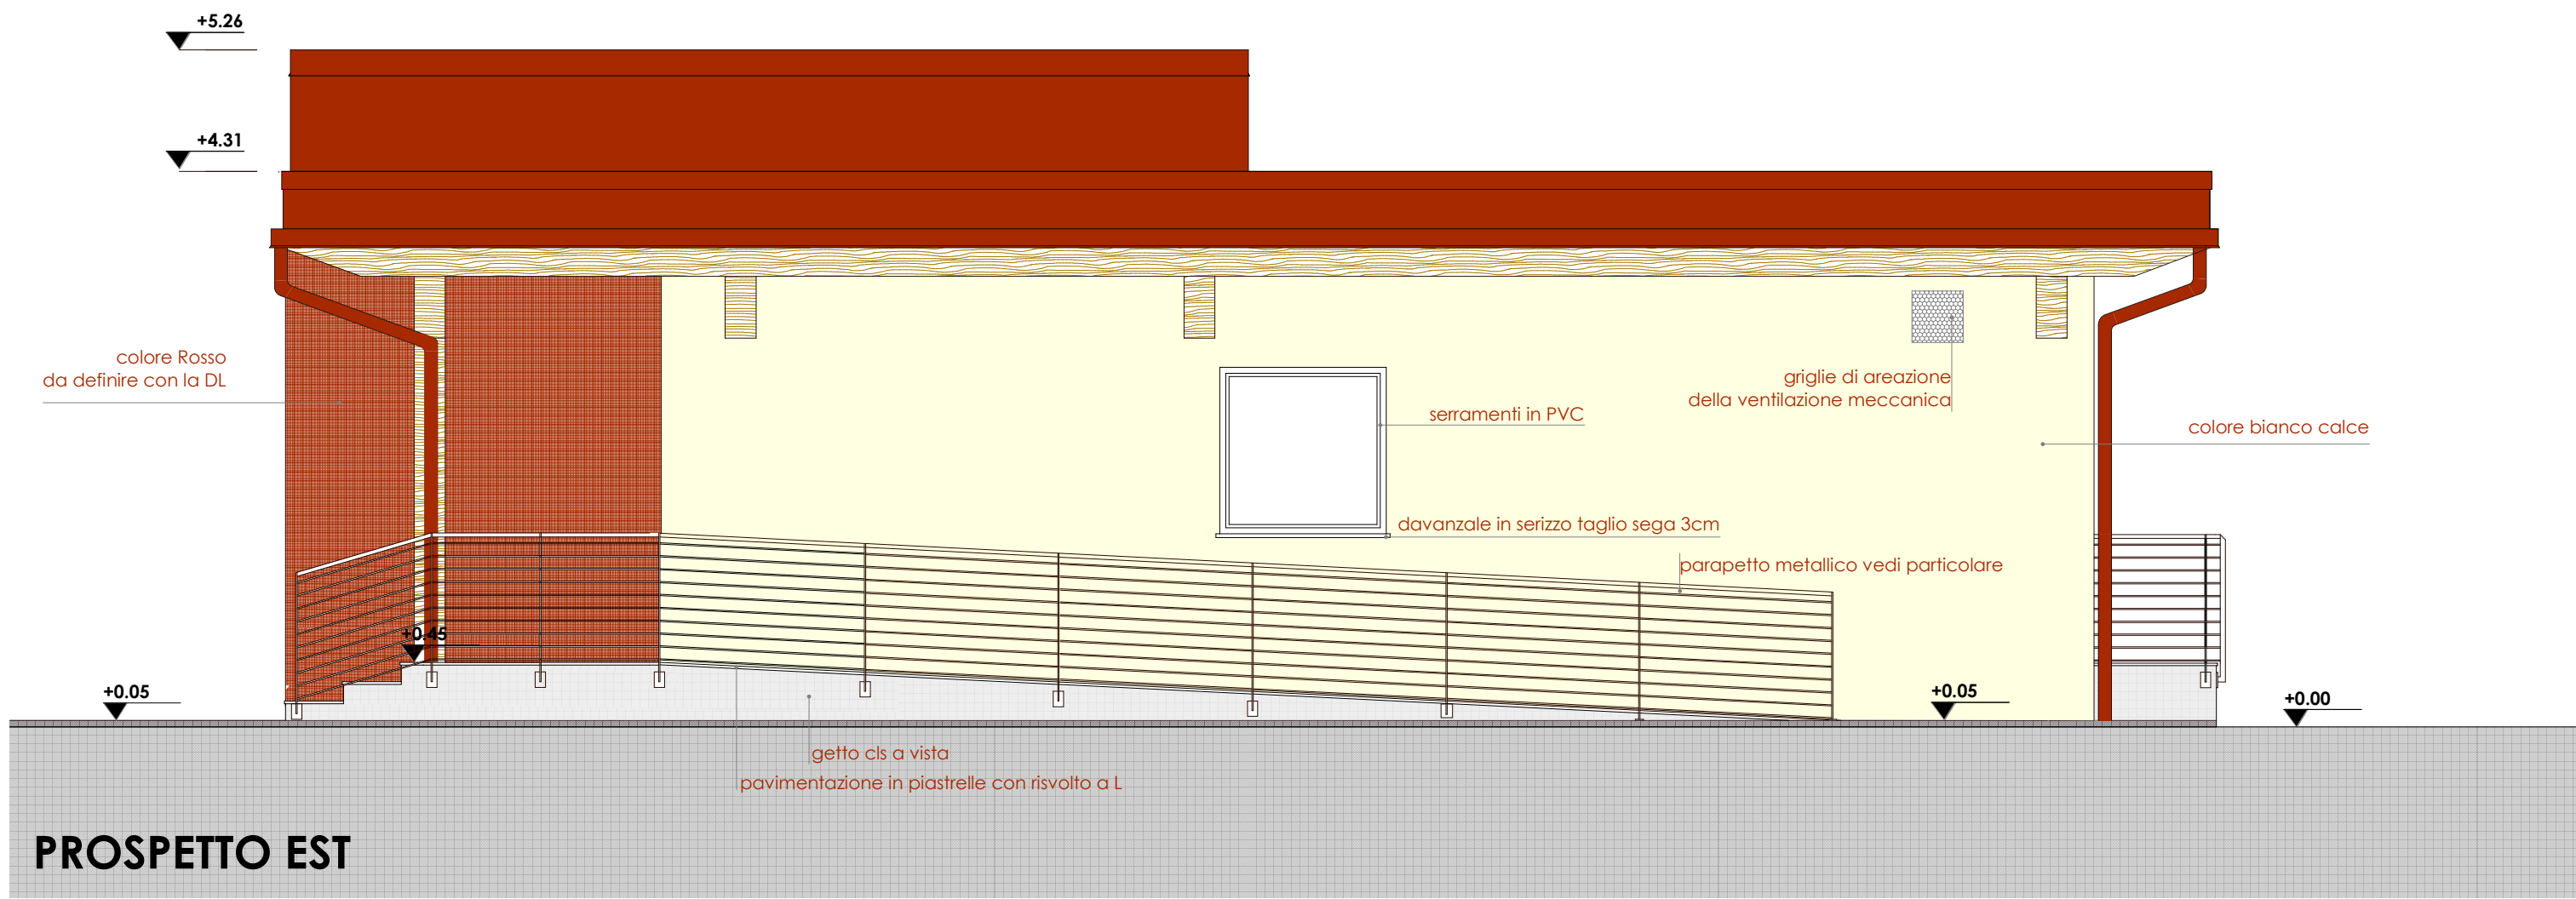 +5.26
+4.31
colore Rosso
da definire con la DL
griglie di areazione
della ventilazione meccanica
serramenti in PVC
colore bianco calce
davanzale in serizzo taglio sega 3cm
parapetto metallico vedi particolare
+0.45
+0.05
+0.05
+0.00
getto cls a vista
pavimentazione in piastrelle con risvolto a L
PROSPETTO EST